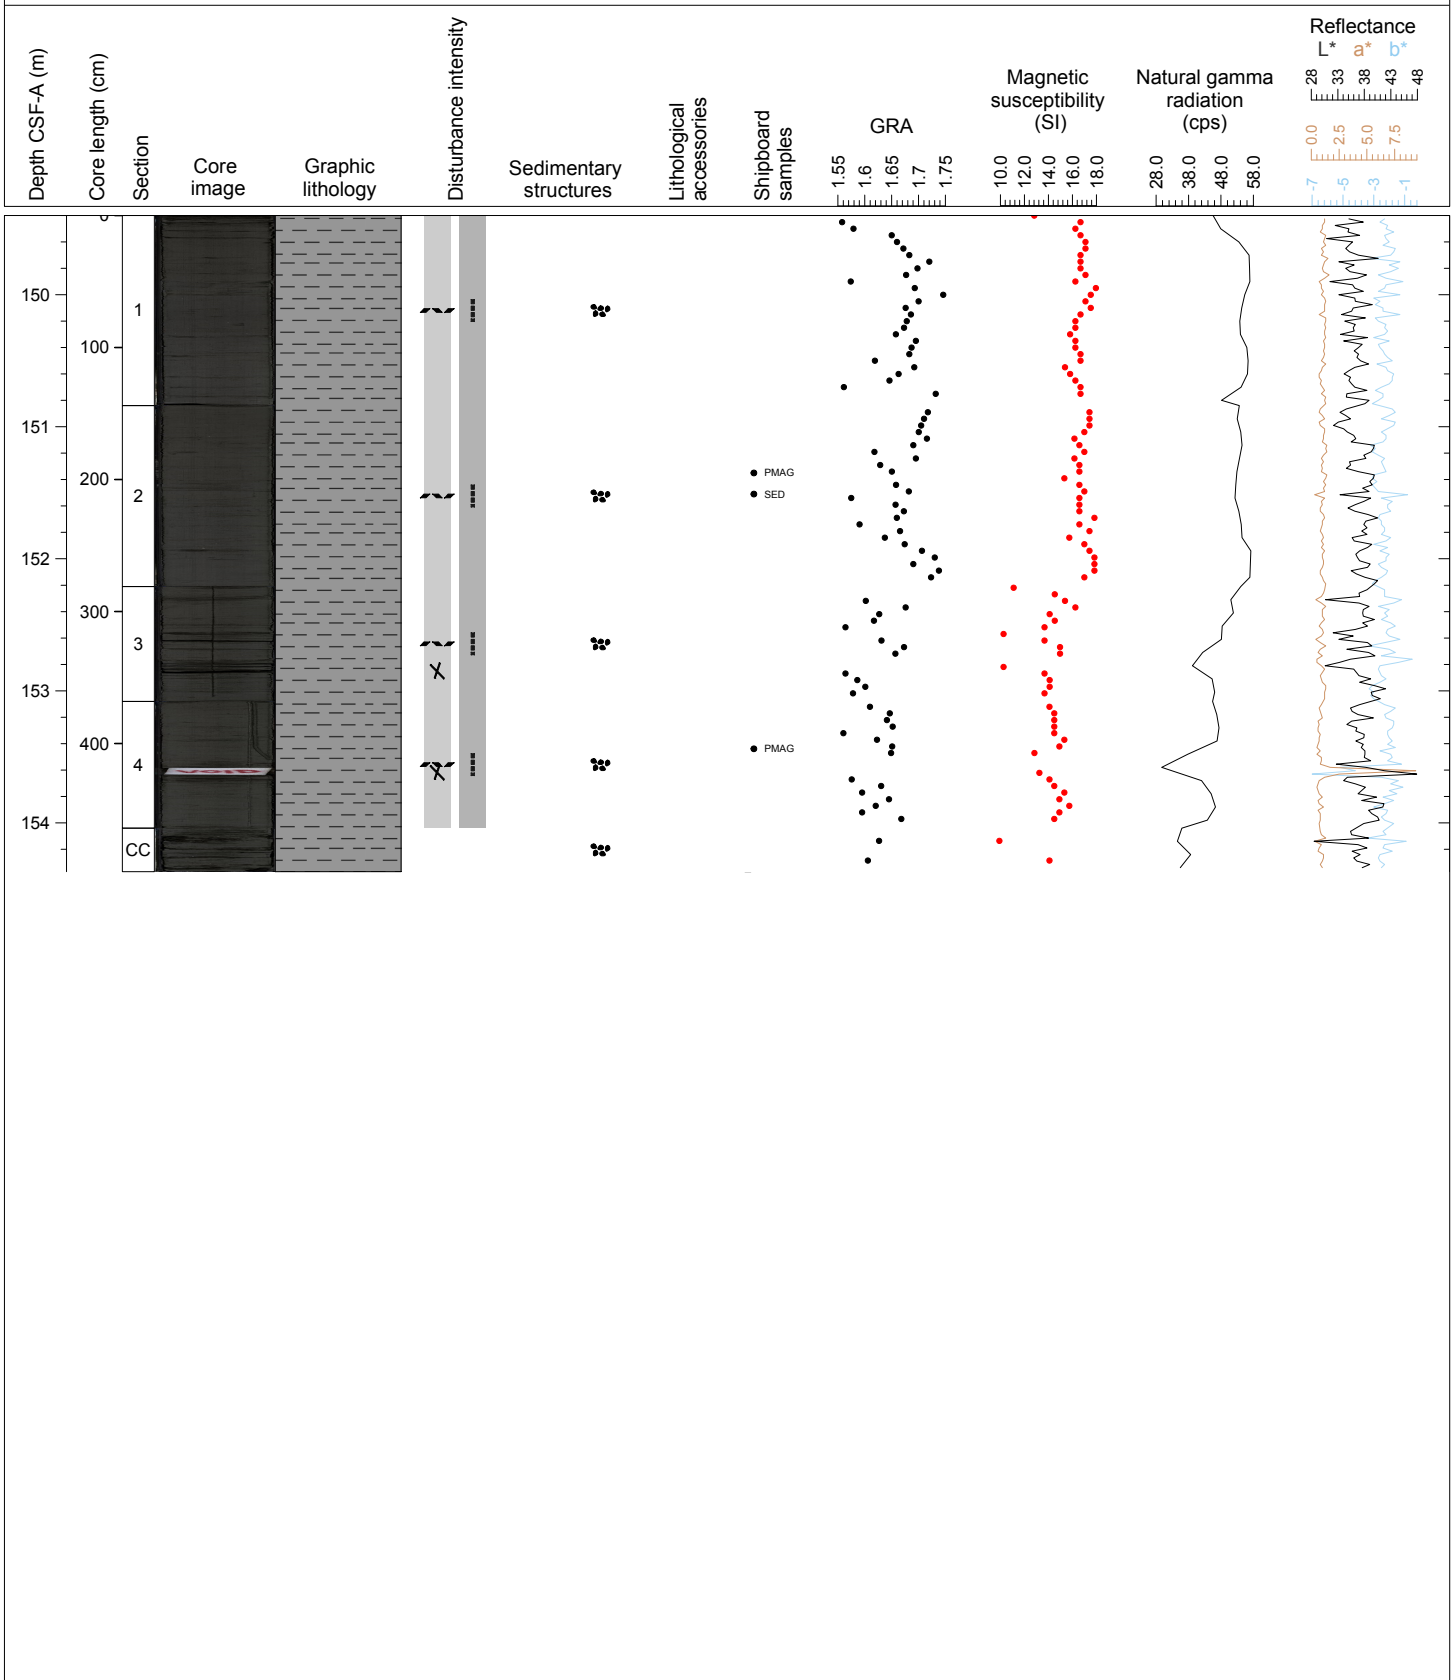 Depth CSF-A (m)
Core length (cm)
Section
Core
image
Graphic
lithology
Disturbance intensity
Sedimentary
structures
Lithological
accessories
Shipboard
samples
GRA
1.55
1.6
1.65
1.7
1.75
Magnetic
susceptibility
(SI)
10.0
12.0
14.0
16.0
18.0
Natural gamma
radiation
(cps)
28.0
38.0
48.0
58.0
Reflectance
L* a* b*
28
33
38
43
48
0.0
2.5
5.0
7.5
-7
-5
-3
-1
0
150
1
100
151
200
2
PMAG
SED
152
300
3
153
400
PMAG
4
void
154
CC